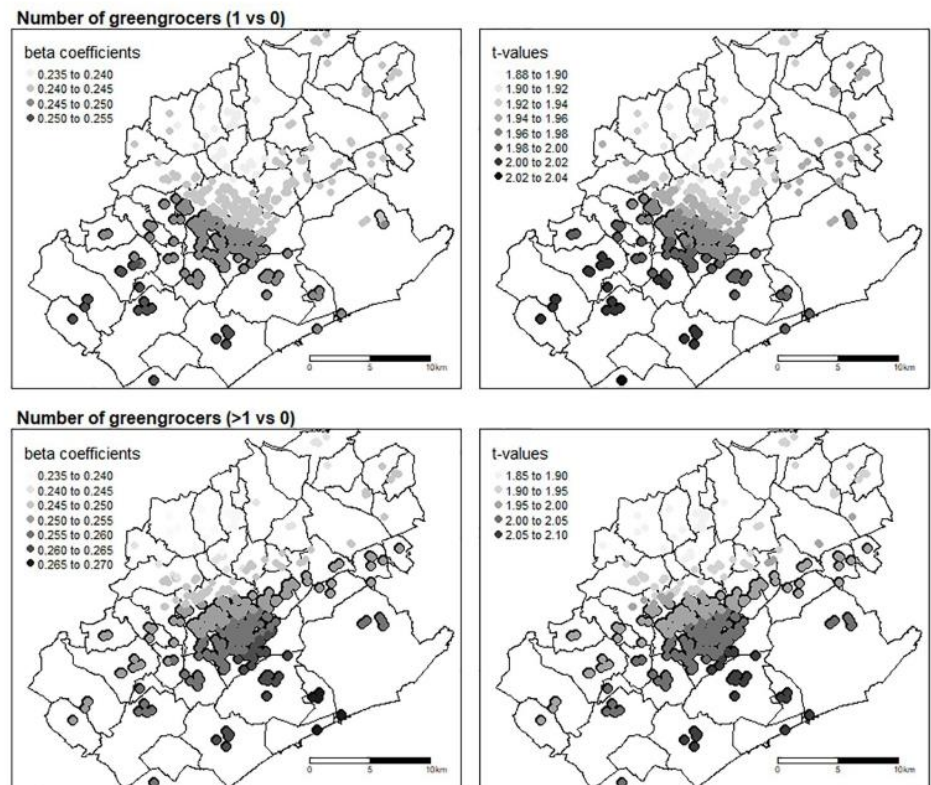 Number of greengrocers (1 vs 0)
beta coefficients
0.235 to 0.240
0.240 to 0.245
0.245 to 0.250
0.250 to 0.255
0 5 10km
t-values
1.88 to 1.90
1.90 to 1.92
1.92 to 1.94
1.94 to 1.96
1.96 to 1.98
1.98 to 2.00
2.00 to 2.02
2.02 to 2.04
0 5 10km
Number of greengrocers (>1 vs 0)
beta coefficients
0.235 to 0.240
0.240 to 0.245
0.245 to 0.250
0.250 to 0.255
0.255 to 0.260
0.260 to 0.265
0.265 to 0.270
0 5 10km
t-values
1.85 to 1.90
1.90 to 1.95
1.95 to 2.00
2.00 to 2.05
2.05 to 2.10
0 5 10km